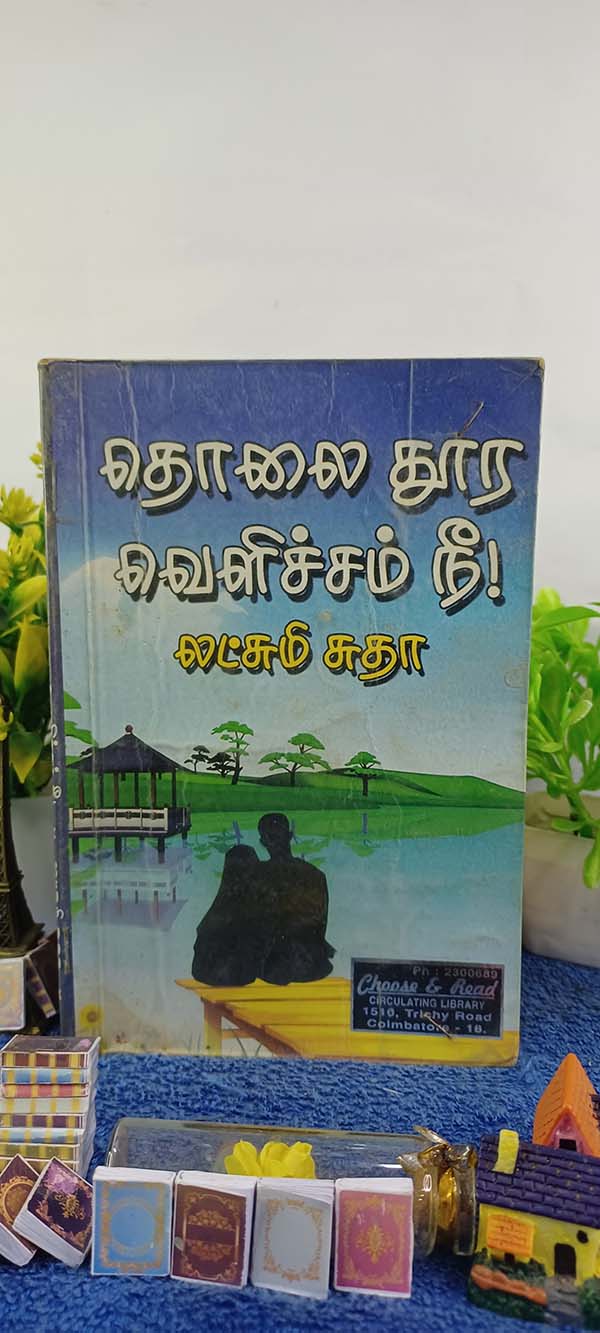 தொலை தூர
வெளிச்சம் நீ!
லட்சுமி சுதா
Ph : 2300689
Choose & Read
CIRCULATING LIBRARY
1510, Trichy Road
Coimbatore - 18.